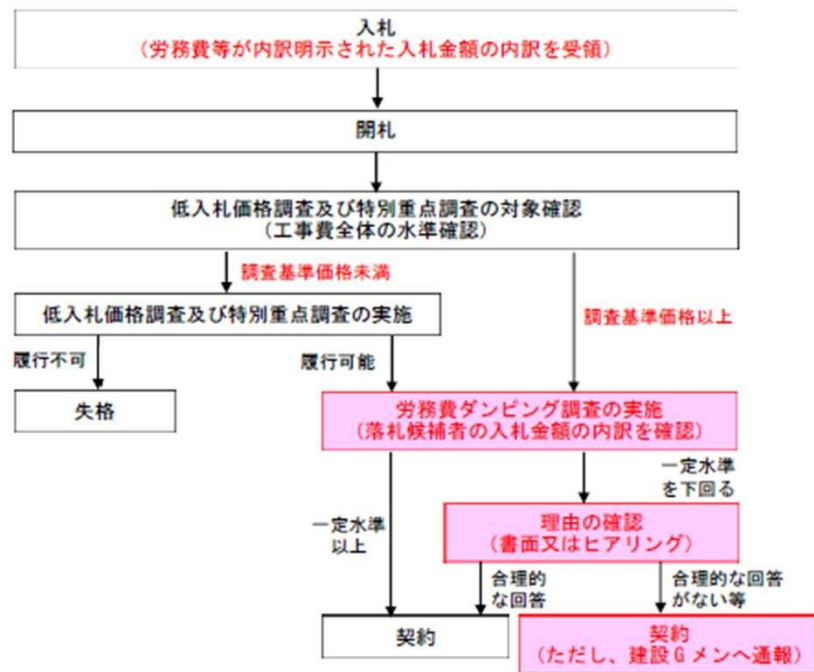 入札
(労務費等が内訳明示された入札金額の内訳を受領)
開札
低入札価格調査及び特別重点調査の対象確認
(工事費全体の水準確認)
調査基準価格未満
低入札価格調査及び特別重点調査の実施
調査基準価格以上
履行不可
履行可能
失格
労務費ダンピング調査の実施
(落札候補者の入札金額の内訳を確認)
一定水準
を下回る
一定水準
以上
理由の確認
(書面又はヒアリング)
合理的
な回答
合理的な回答
がない等
契約
契約
(ただし、建設Gメンへ通報)